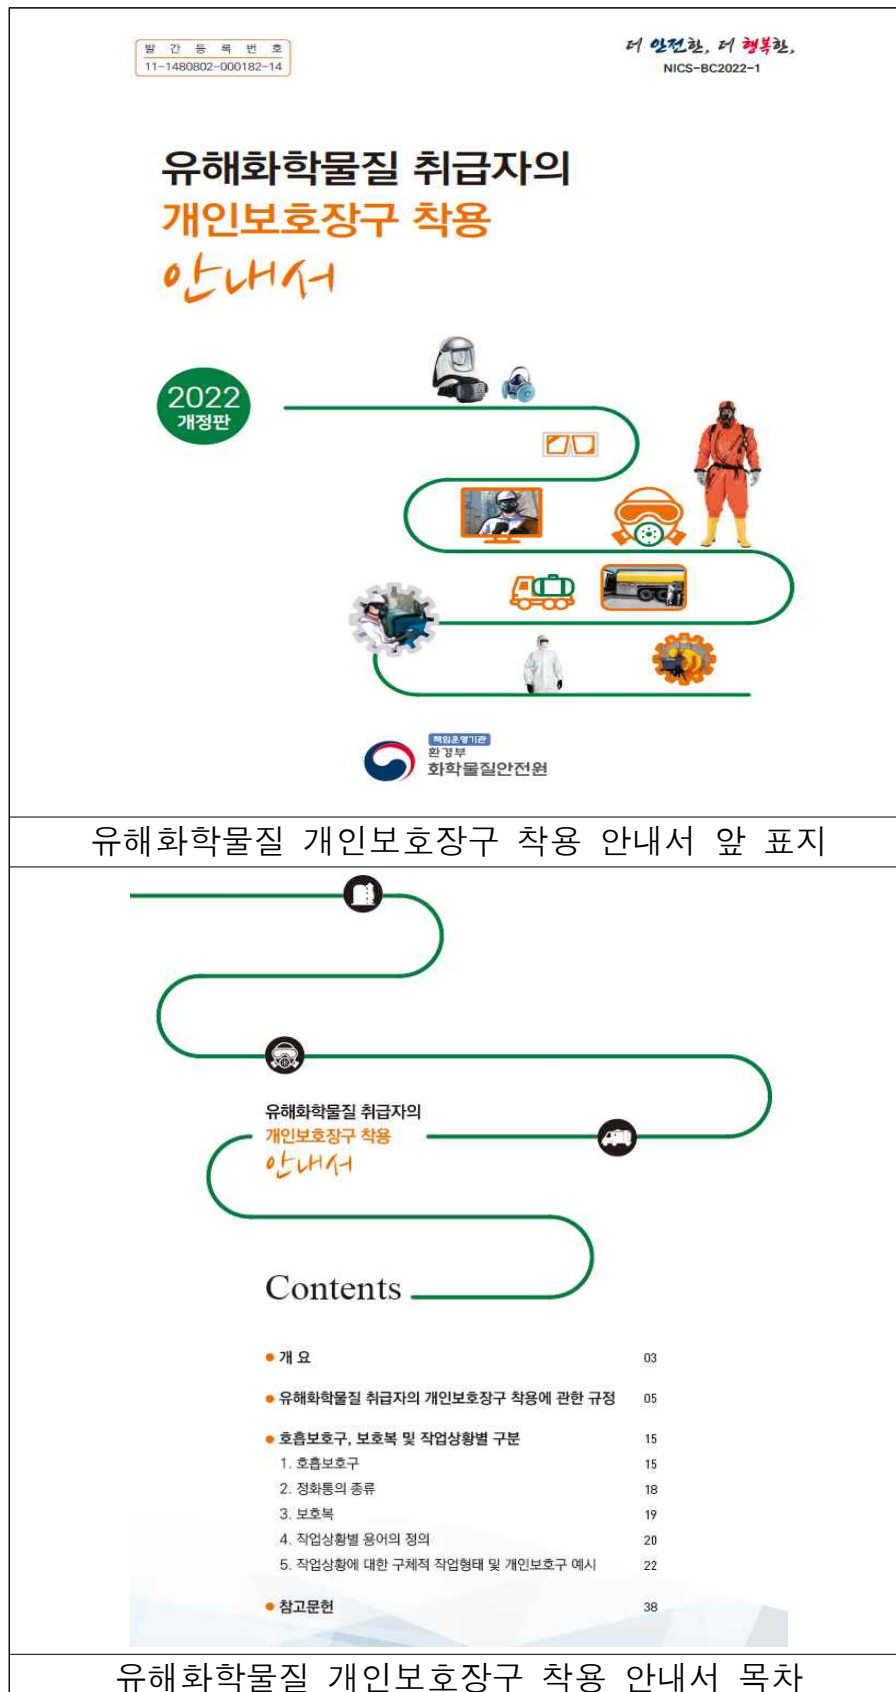 발 간 등 록 번 호
11-1480802-000182-14
더 안전한, 더 행복한,
NICS-BC2022-1
유해화학물질 취급자의
개인보호장구 착용
안내서
2022
개정판
책임운영기관
환경부
화학물질안전원
유해화학물질 개인보호장구 착용 안내서 앞 표지
유해화학물질 취급자의
개인보호장구 착용
안내서
Contents
● 개 요 03
● 유해화학물질 취급자의 개인보호장구 착용에 관한 규정 05
● 호흡보호구, 보호복 및 작업상황별 구분 15
1. 호흡보호구 15
2. 정화통의 종류 18
3. 보호복 19
4. 작업상황별 용어의 정의 20
5. 작업상황에 대한 구체적 작업형태 및 개인보호구 예시 22
● 참고문헌 38
유해화학물질 개인보호장구 착용 안내서 목차